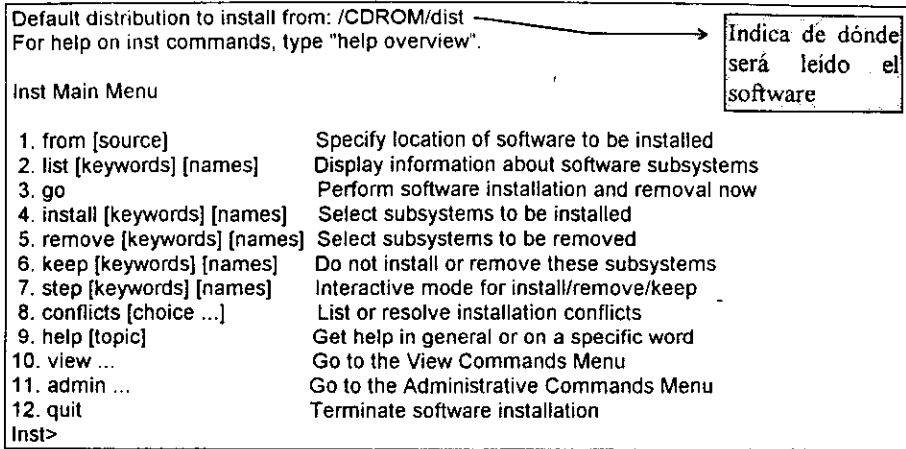 Default distribution to install from: /CDROM/dist
For help on inst commands, type "help overview".
Indica de dónde
será leído el
software
Inst Main Menu
1. from [source] Specify location of software to be installed
2. list [keywords] [names] Display information about software subsystems
3. go Perform software installation and removal now
4. install [keywords] [names] Select subsystems to be installed
5. remove [keywords] [names] Select subsystems to be removed
6. keep [keywords] [names] Do not install or remove these subsystems
7. step [keywords] [names] Interactive mode for install/remove/keep
8. conflicts [choice ...] List or resolve installation conflicts
9. help [topic] Get help in general or on a specific word
10. view ... Go to the View Commands Menu
11. admin ... Go to the Administrative Commands Menu
12. quit Terminate software installation
Inst>